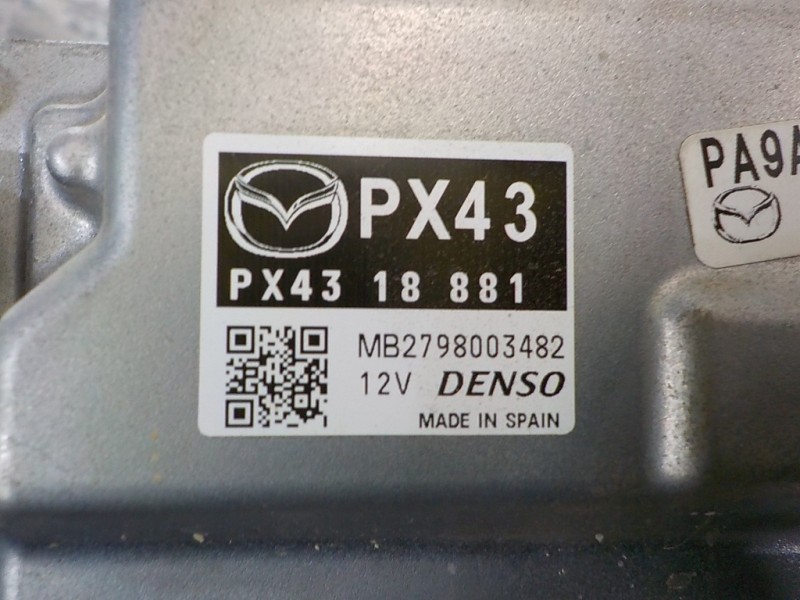 PX43
PX43 18 881
MB2798003482
12V DENSO
MADE IN SPAIN
PA9A